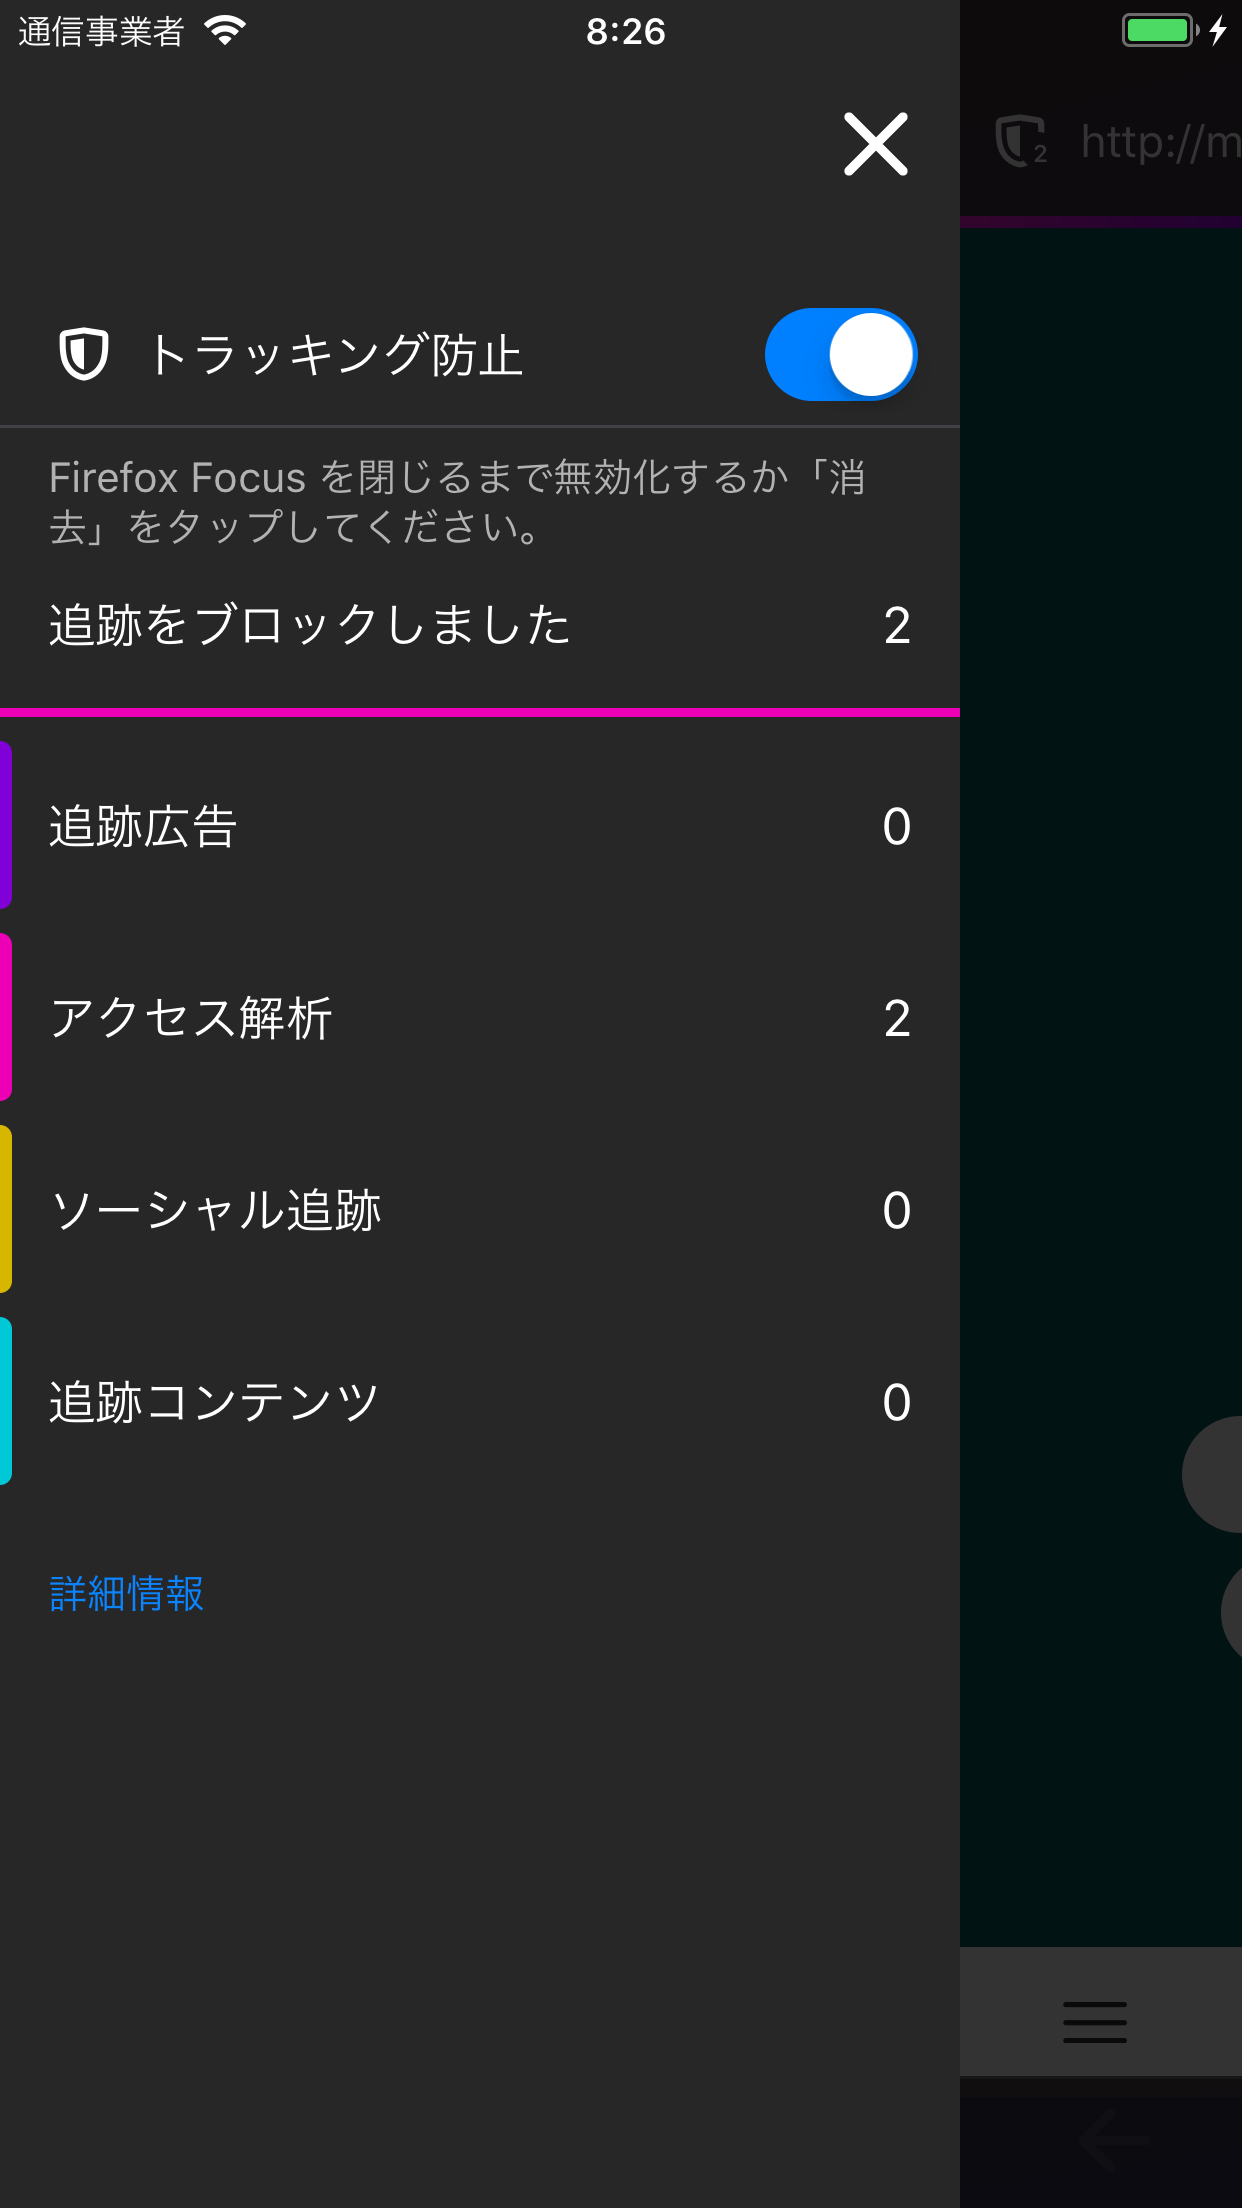 通信事業者 8:26
2 http://m
トラッキング防止
Firefox Focus を閉じるまで無効化するか「消
去」をタップしてください。
追跡をブロックしました 2
追跡広告 0
アクセス解析 2
ソーシャル追跡 0
追跡コンテンツ 0
詳細情報